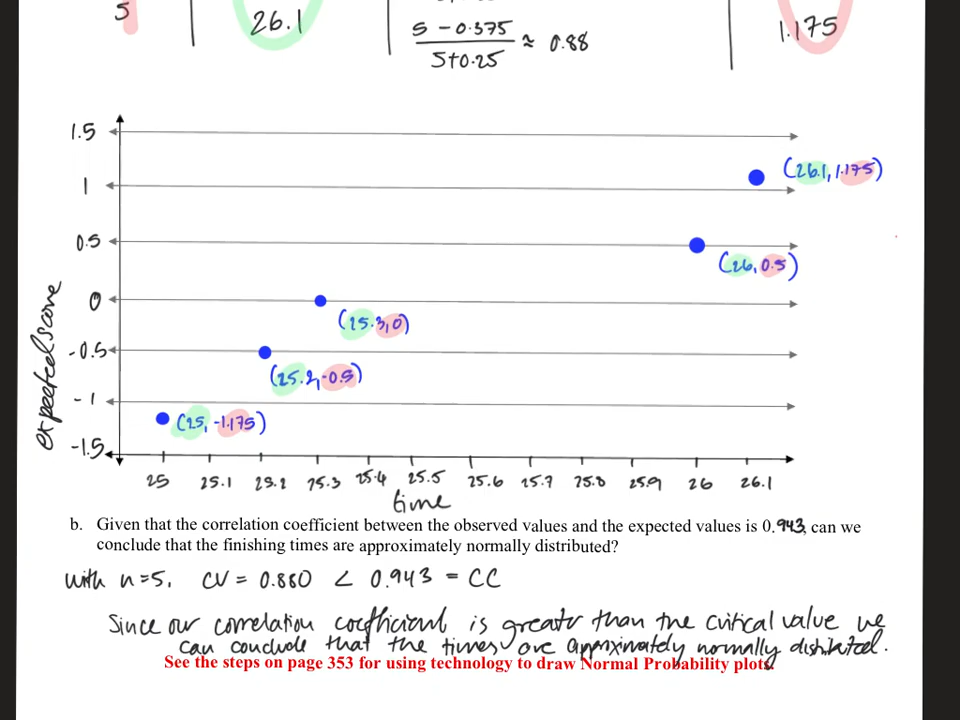 5 26.1 5 - 0.375 / 5+0.25 ≈ 0.88 1.175
1.5
(26.1, 1.175)
1
0.5
(26, 0.5)
0
(25.3, 0)
-0.5
(25.2, -0.5)
-1
(25, -1.175)
-1.5
25 25.1 25.2 25.3 25.4 25.5 25.6 25.7 25.8 25.9 26 26.1
time
b. Given that the correlation coefficient between the observed values and the expected values is 0.943, can we
conclude that the finishing times are approximately normally distributed?
with n=5, CV = 0.880 < 0.943 = CC
Since our correlation coefficient is greater than the critical value we
can conclude that the times are approximately normally distributed.
See the steps on page 353 for using technology to draw Normal Probability plots.